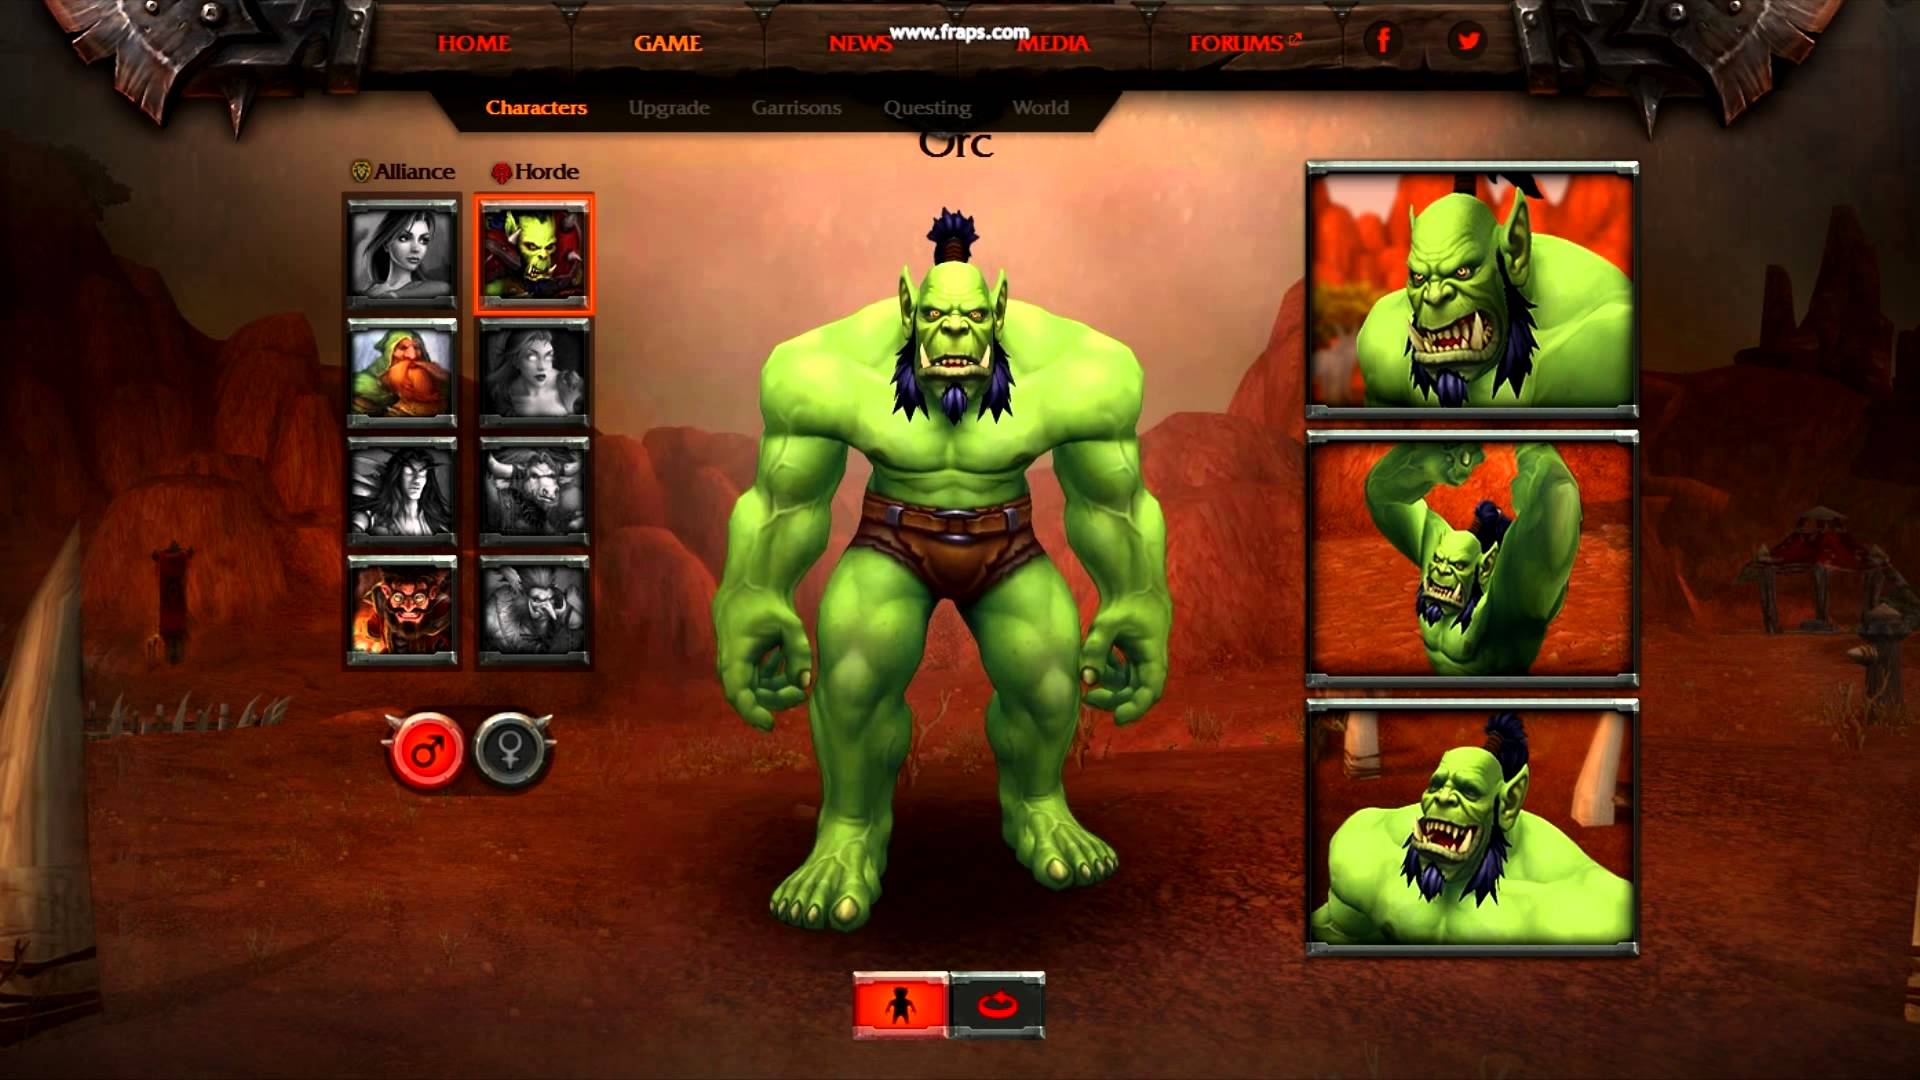 www.fraps.com
HOME GAME NEWS MEDIA FORUMS
Characters Upgrade Garrisons Questing World
Orc
Alliance Horde